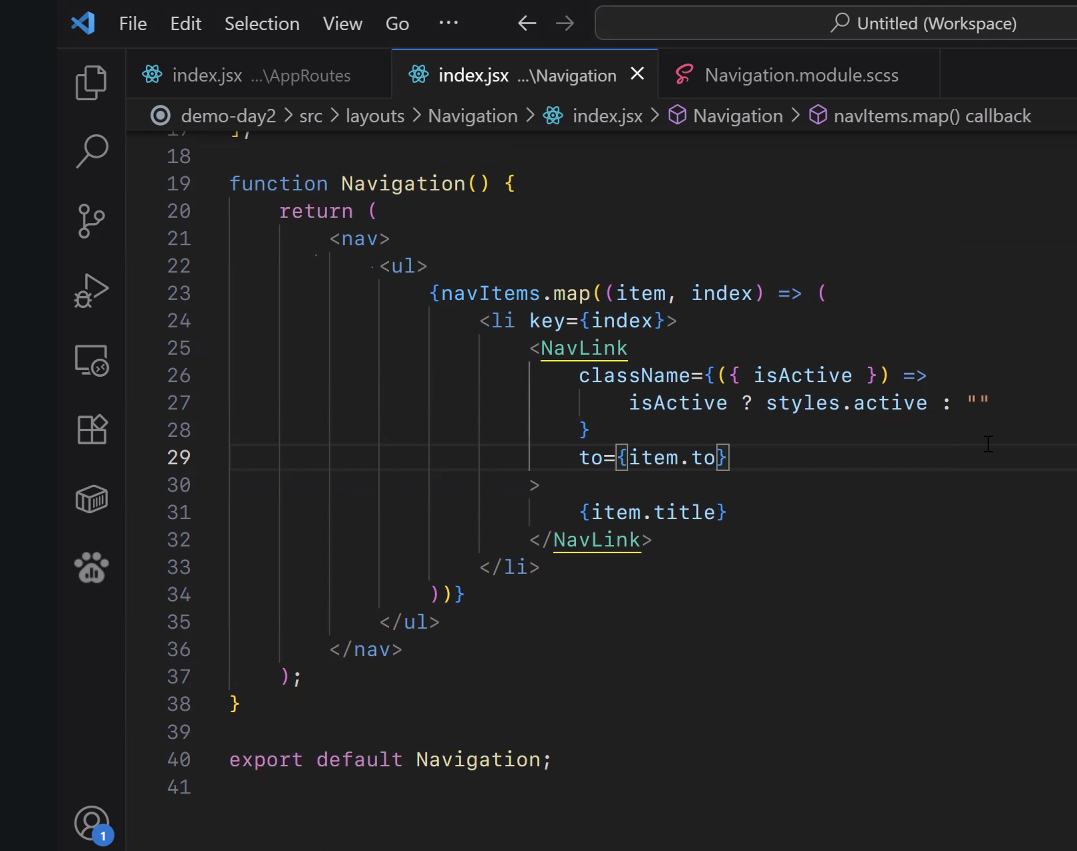 File Edit Selection View Go ··· ← → Untitled (Workspace)
index.jsx ...\AppRoutes index.jsx ...\Navigation × Navigation.module.scss
demo-day2 > src > layouts > Navigation > index.jsx > Navigation > navItems.map() callback
17 ];
18
19 function Navigation() {
20 return (
21 <nav>
22 <ul>
23 {navItems.map((item, index) => (
24 <li key={index}>
25 <NavLink
26 className={({ isActive }) =>
27 isActive ? styles.active : ""
28 }
29 to={item.to}
30 >
31 {item.title}
32 </NavLink>
33 </li>
34 ))}
35 </ul>
36 </nav>
37 );
38 }
39
40 export default Navigation;
41
1